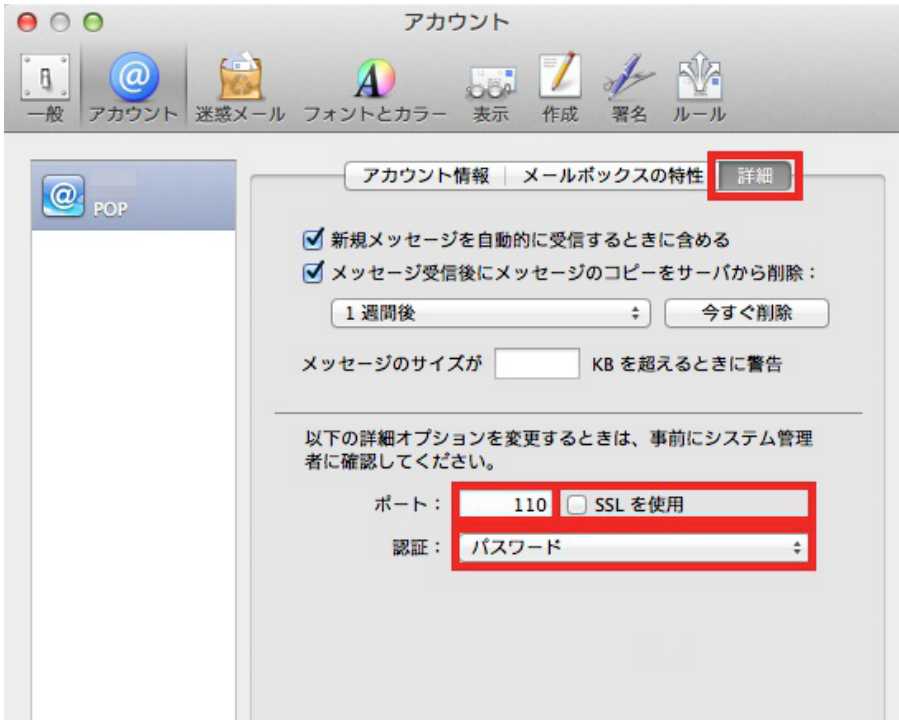 アカウント
一般 アカウント 迷惑メール フォントとカラー 表示 作成 署名 ルール
アカウント情報 メールボックスの特性 詳細
POP
新規メッセージを自動的に受信するときに含める
メッセージ受信後にメッセージのコピーをサーバから削除：
1 週間後 今すぐ削除
メッセージのサイズが KB を超えるときに警告
以下の詳細オプションを変更するときは、事前にシステム管理
者に確認してください。
ポート： 110 SSL を使用
認証： パスワード